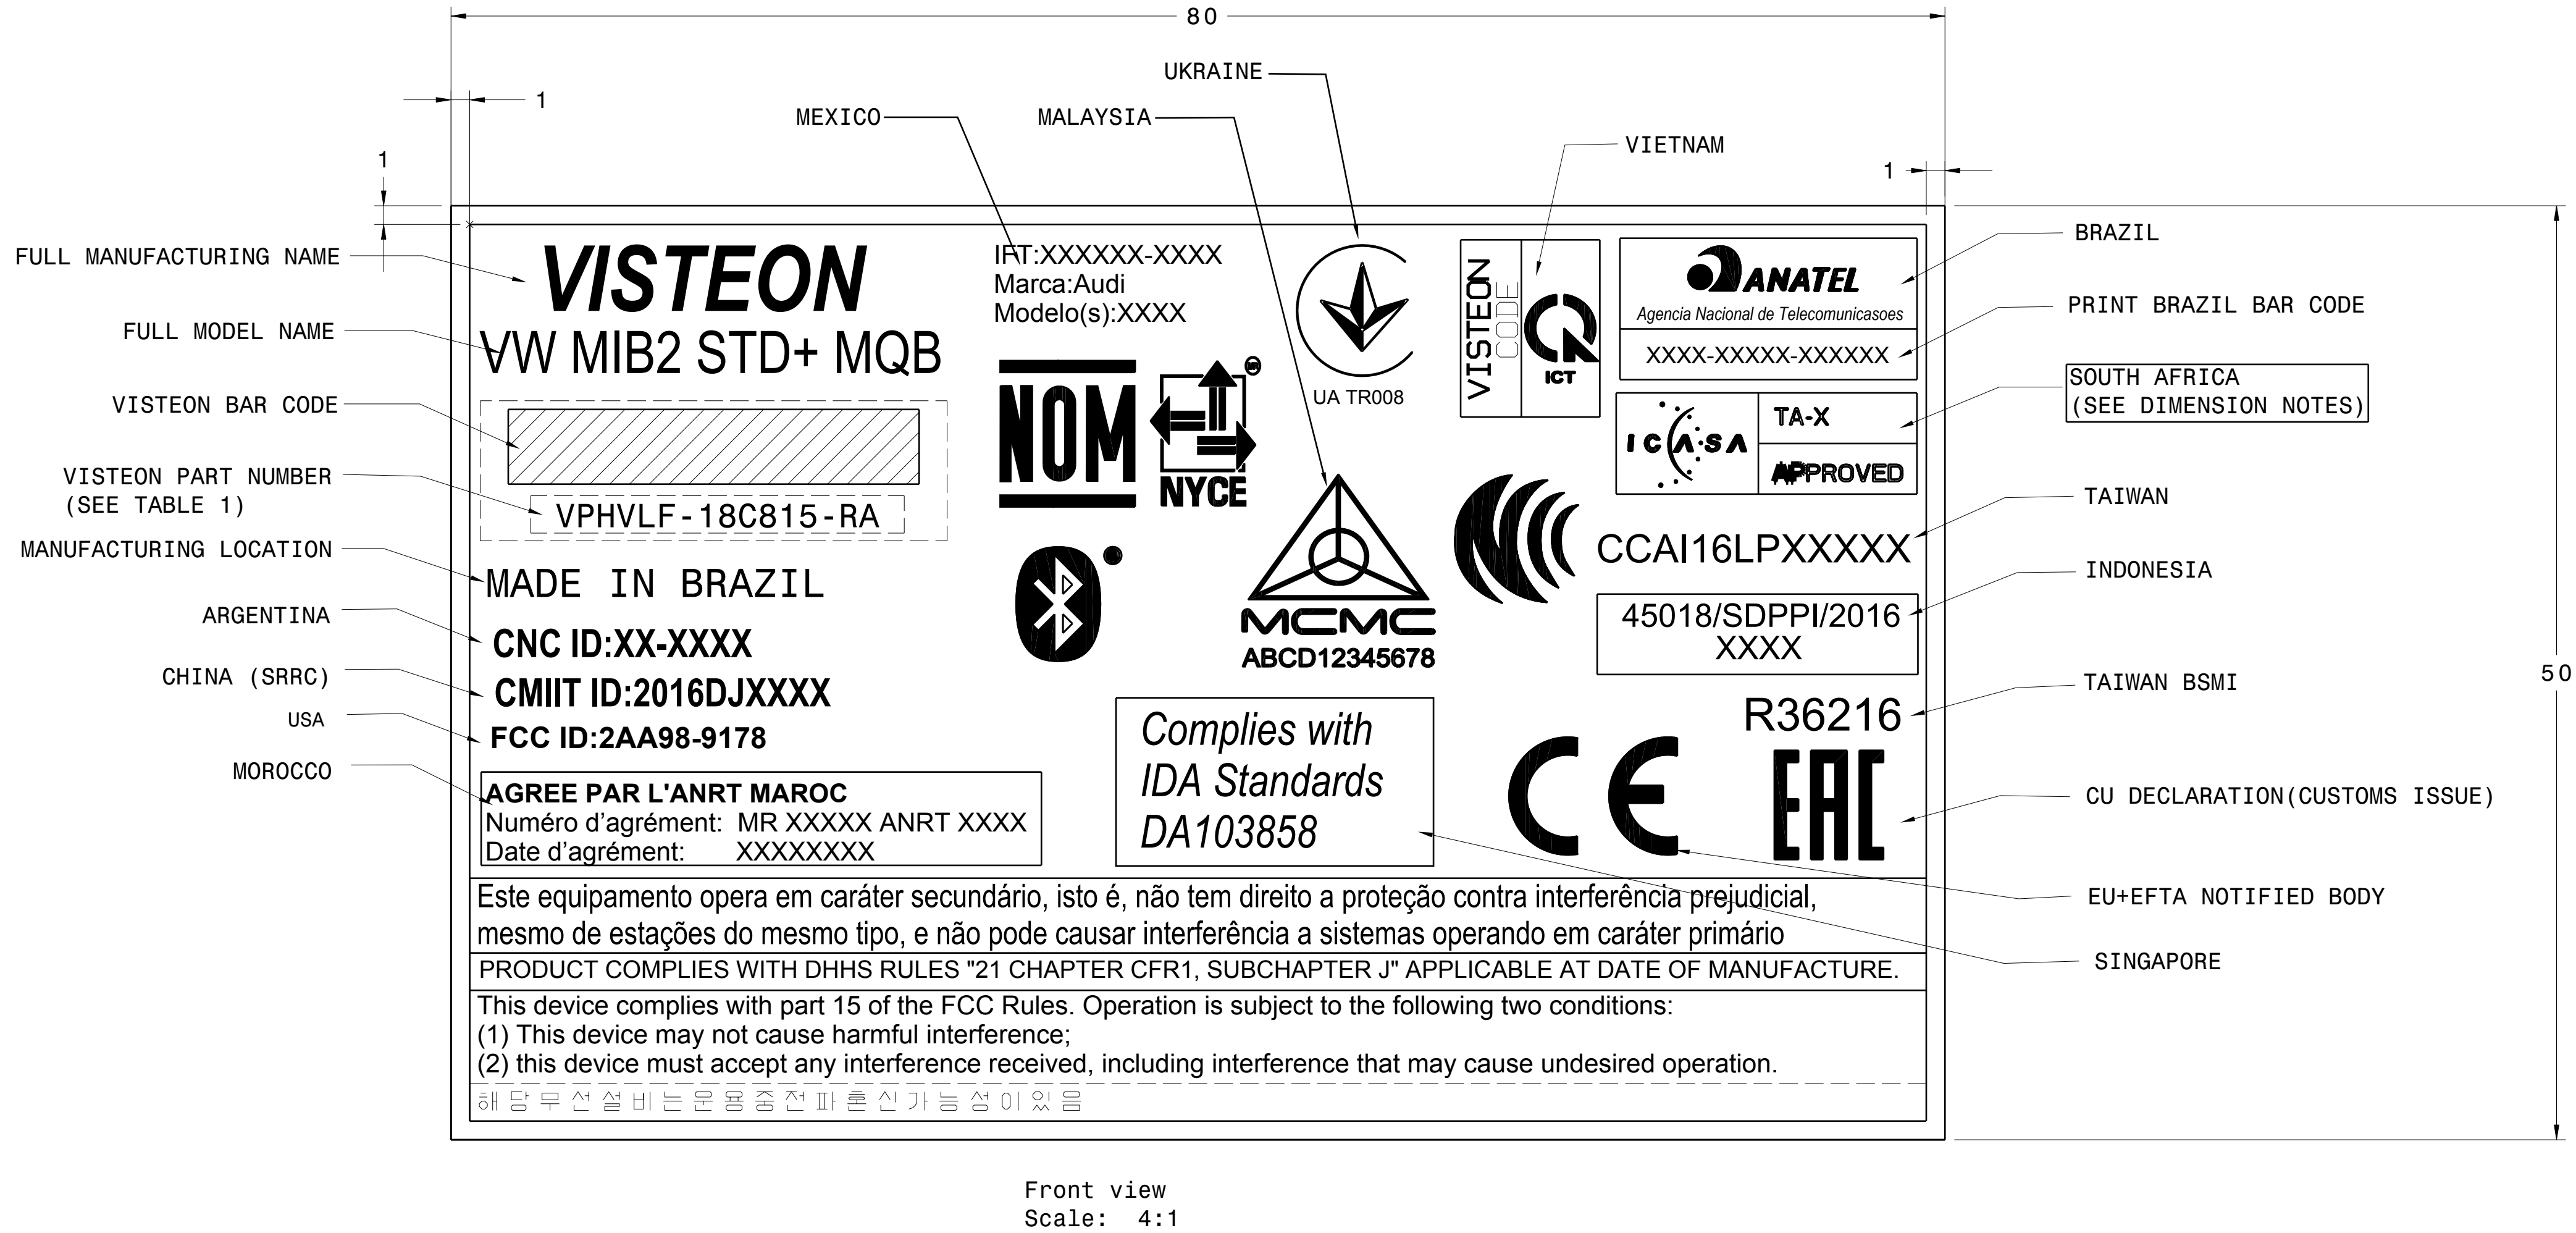 80
UKRAINE
1
MEXICO
MALAYSIA
VIETNAM
1
1
FULL MANUFACTURING NAME
FULL MODEL NAME
VISTEON BAR CODE
VISTEON PART NUMBER
(SEE TABLE 1)
MANUFACTURING LOCATION
ARGENTINA
CHINA (SRRC)
USA
MOROCCO
VISTEON
VW MIB2 STD+ MQB
VPHVLF-18C815-RA
MADE IN BRAZIL
CNC ID:XX-XXXX
CMIIT ID:2016DJXXXX
FCC ID:2AA98-9178
AGREE PAR L'ANRT MAROC
Numéro d'agrément: MR XXXXX ANRT XXXX
Date d'agrément: XXXXXXXX
IFT:XXXXXX-XXXX
Marca:Audi
Modelo(s):XXXX
NOM
NYCE
UA TR008
MCMC
ABCD12345678
Complies with
IDA Standards
DA103858
VISTEON
CODE
ICT
ANATEL
Agencia Nacional de Telecomunicasoes
XXXX-XXXXX-XXXXXX
ICASA
TA-X
APPROVED
CCAI16LPXXXXX
45018/SDPPI/2016
XXXX
R36216
CE
EAC
Este equipamento opera em caráter secundário, isto é, não tem direito a proteção contra interferência prejudicial,
mesmo de estações do mesmo tipo, e não pode causar interferência a sistemas operando em caráter primário
PRODUCT COMPLIES WITH DHHS RULES "21 CHAPTER CFR1, SUBCHAPTER J" APPLICABLE AT DATE OF MANUFACTURE.
This device complies with part 15 of the FCC Rules. Operation is subject to the following two conditions:
(1) This device may not cause harmful interference;
(2) this device must accept any interference received, including interference that may cause undesired operation.
해당무선설비는운용중전파혼신가능성이있음
BRAZIL
PRINT BRAZIL BAR CODE
SOUTH AFRICA
(SEE DIMENSION NOTES)
TAIWAN
INDONESIA
TAIWAN BSMI
50
CU DECLARATION(CUSTOMS ISSUE)
EU+EFTA NOTIFIED BODY
SINGAPORE
Front view
Scale: 4:1